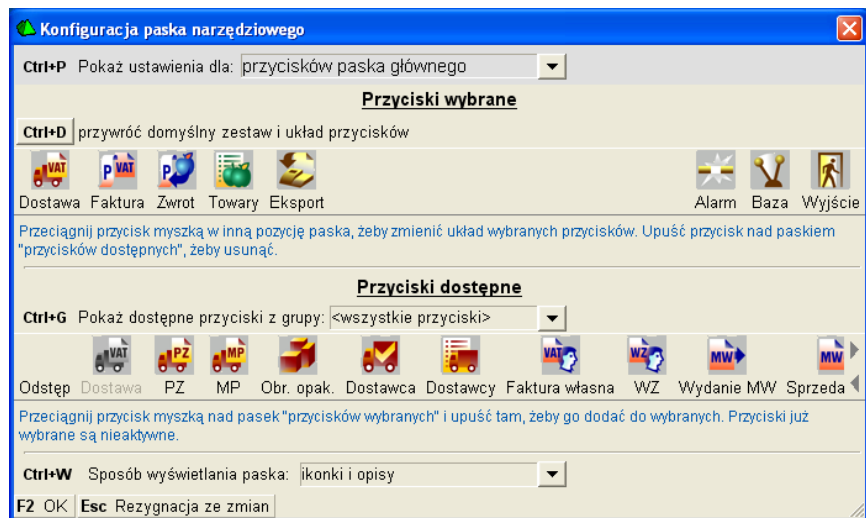 Konfiguracja paska narzędziowego
Ctrl+P Pokaż ustawienia dla: przycisków paska głównego
Przyciski wybrane
Ctrl+D przywróć domyślny zestaw i układ przycisków
VAT P VAT P
Dostawa Faktura Zwrot Towary Eksport Alarm Baza Wyjście
Przeciągnij przycisk myszką w inną pozycję paska, żeby zmienić układ wybranych przycisków. Upuść przycisk nad paskiem
"przycisków dostępnych", żeby usunąć.
Przyciski dostępne
Ctrl+G Pokaż dostępne przyciski z grupy: <wszystkie przyciski>
VAT PZ MP VAT WZ MW MW
Odstęp Dostawa PZ MP Obr. opak. Dostawca Dostawcy Faktura własna WZ Wydanie MW Sprzeda
Przeciągnij przycisk myszką nad pasek "przycisków wybranych" i upuść tam, żeby go dodać do wybranych. Przyciski już
wybrane są nieaktywne.
Ctrl+W Sposób wyświetlania paska: ikonki i opisy
F2 OK Esc Rezygnacja ze zmian